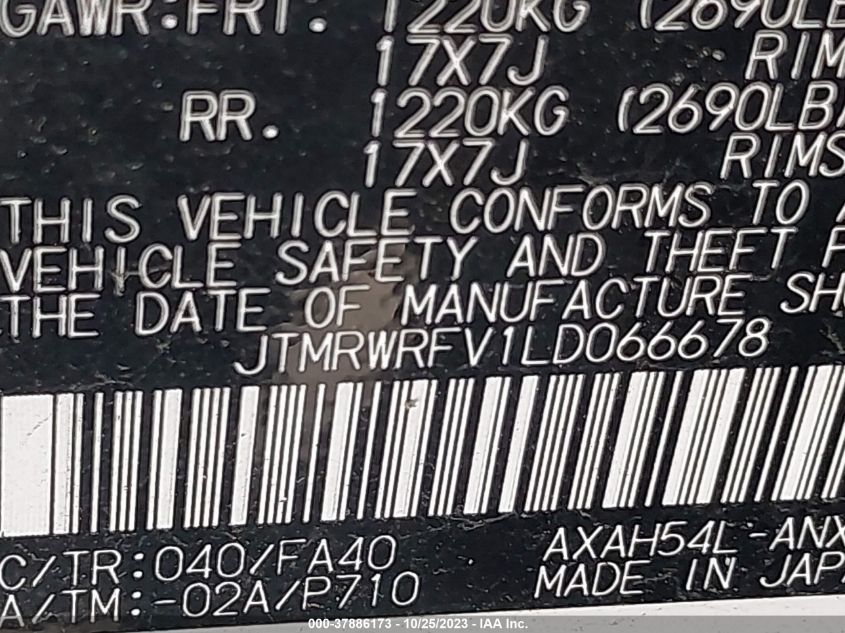 GAWR:FRT. 1220KG (2690LB
17X7J RIM
RR. 1220KG (2690LB)
17X7J RIMS
THIS VEHICLE CONFORMS TO A
VEHICLE SAFETY AND THEFT P
THE DATE OF MANUFACTURE SH
JTMRWRFV1LD066678
C/TR:040/FA40 AXAH54L-ANX
A/TM:-02A/P710 MADE IN JAPA
000-37886173 - 10/25/2023 - IAA Inc.